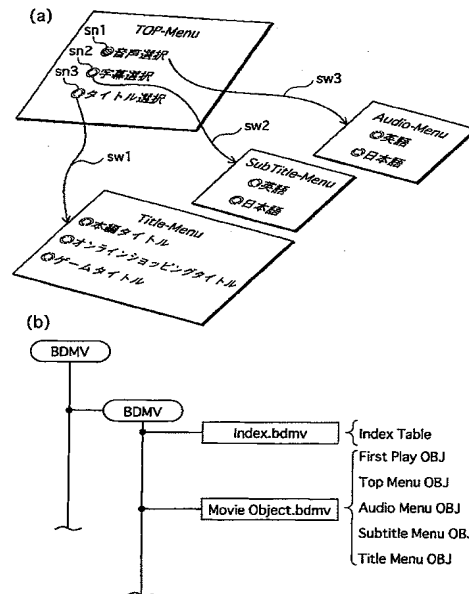 (a)
TOP-Menu
sn1
音声選択
sn2
字幕選択
sn3
タイトル選択
sw3
sw2
sw1
Audio-Menu
英語
日本語
SubTitle-Menu
英語
日本語
Title-Menu
本編タイトル
オンラインショッピングタイトル
ゲームタイトル
(b)
BDMV
BDMV
Index.bdmv
Index Table
First Play OBJ
Top Menu OBJ
Movie Object.bdmv
Audio Menu OBJ
Subtitle Menu OBJ
Title Menu OBJ